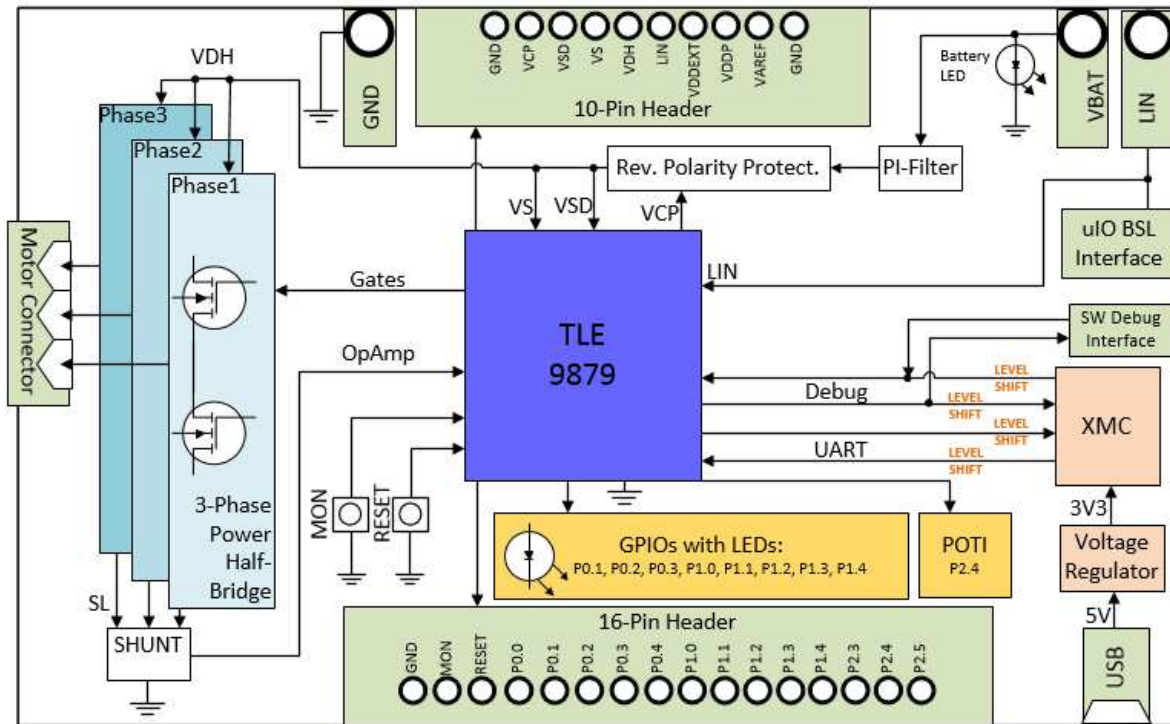 GND
VCP
VSD
VS
VDH
LIN
VDDEXT
VDDP
VAREF
GND
10-Pin Header
GND
Battery
LED
VBAT
LIN
VDH
Phase3
Phase2
Phase1
Rev. Polarity Protect.
PI-Filter
VS
VSD
VCP
uIO BSL
Interface
LIN
Motor Connector
Gates
TLE
9879
SW Debug
Interface
OpAmp
LEVEL
SHIFT
Debug
LEVEL
SHIFT
LEVEL
SHIFT
UART
LEVEL
SHIFT
XMC
MON
RESET
3-Phase
Power
Half-
Bridge
3V3
GPIOs with LEDs:
P0.1, P0.2, P0.3, P1.0, P1.1, P1.2, P1.3, P1.4
POTI
P2.4
Voltage
Regulator
SL
5V
SHUNT
16-Pin Header
GND
MON
RESET
P0.0
P0.1
P0.2
P0.3
P0.4
P1.0
P1.1
P1.2
P1.3
P1.4
P2.3
P2.4
P2.5
USB